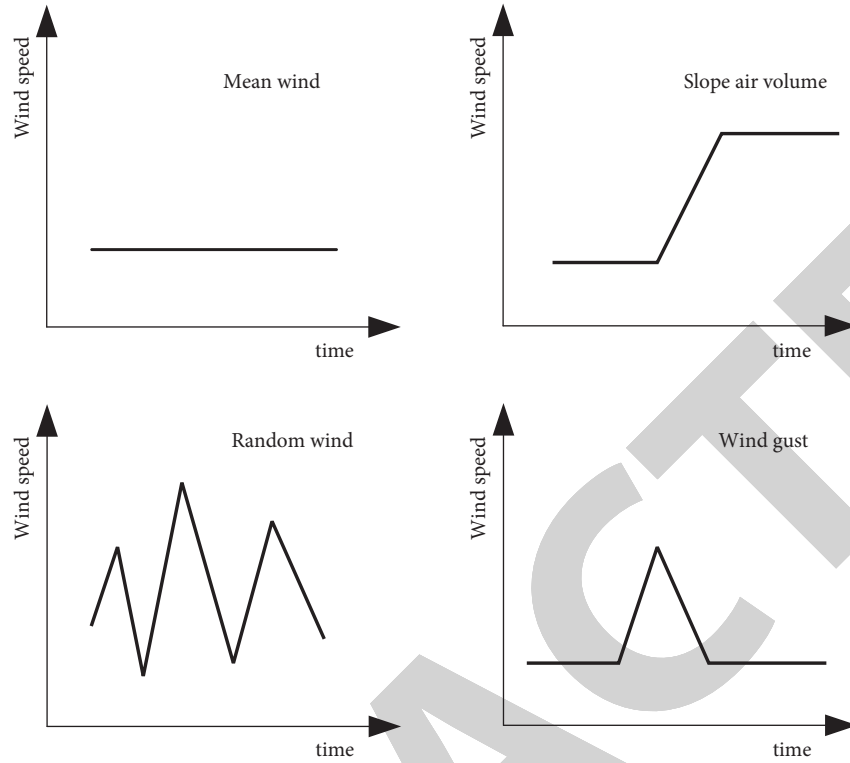 Wind speed
Mean wind
time
Wind speed
Slope air volume
time
Wind speed
Random wind
time
Wind speed
Wind gust
time